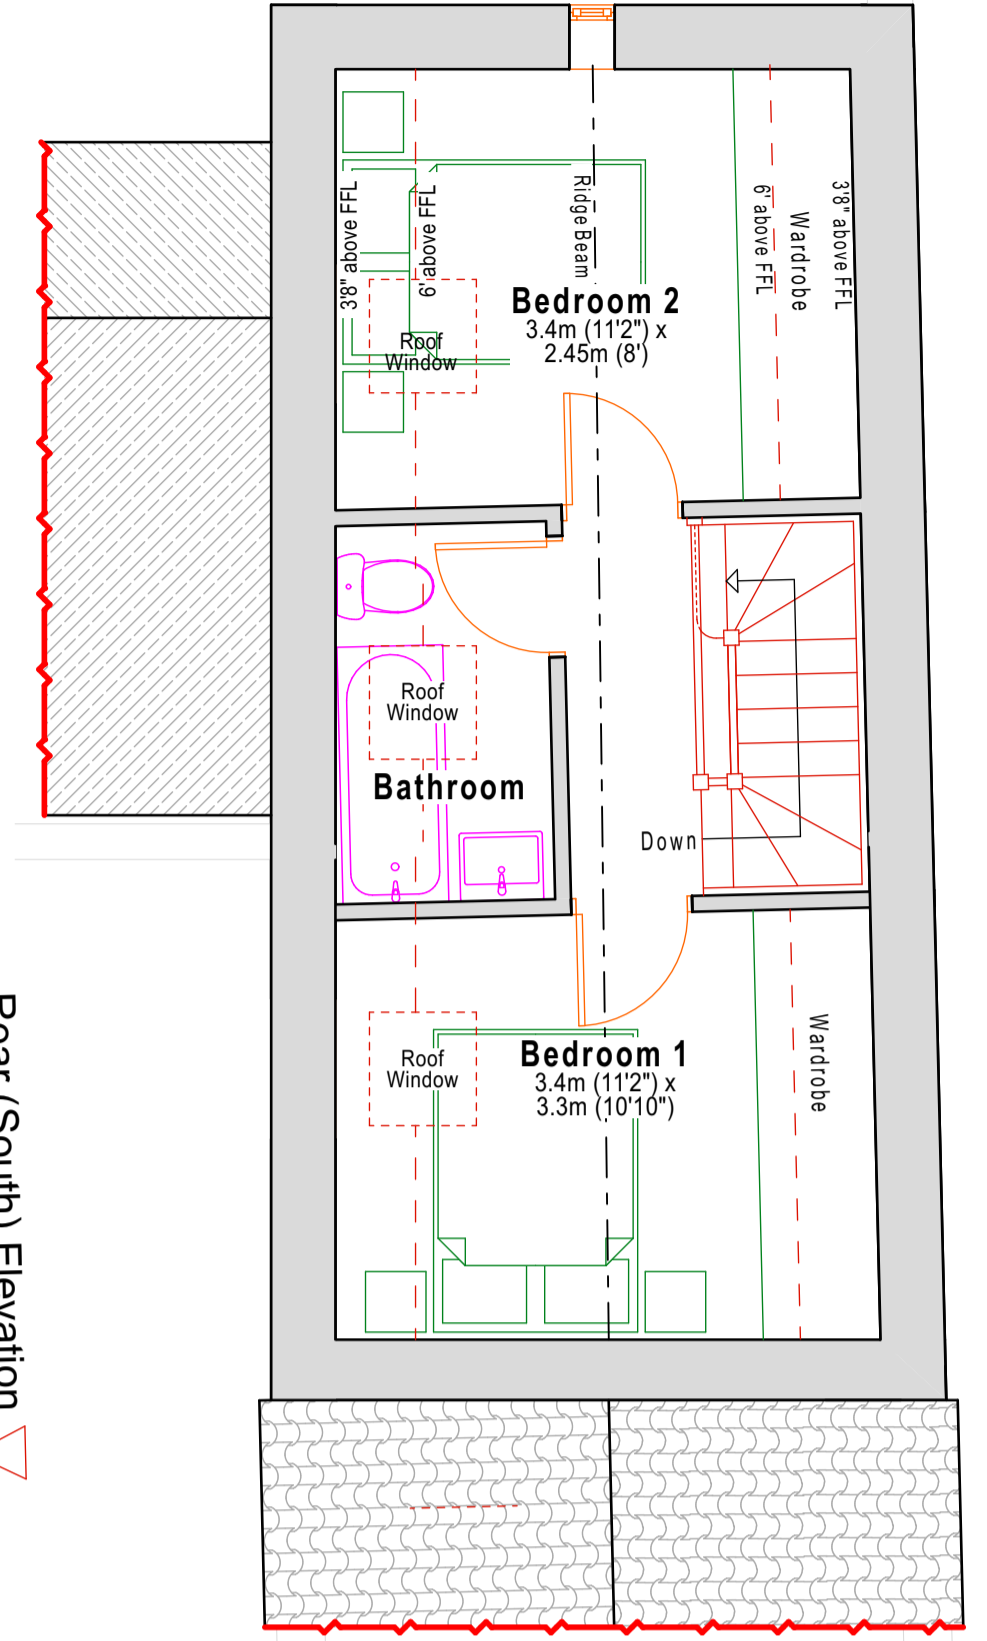 3'8" above FFL
6' above FFL
Ridge Beam
6' above FFL
Wardrobe
3'8" above FFL
Bedroom 2
3.4m (11'2") x
2.45m (8')
Roof
Window
Roof
Window
Bathroom
Down
Bedroom 1
3.4m (11'2") x
3.3m (10'10")
Roof
Window
Wardrobe
Rear (South) Elevation